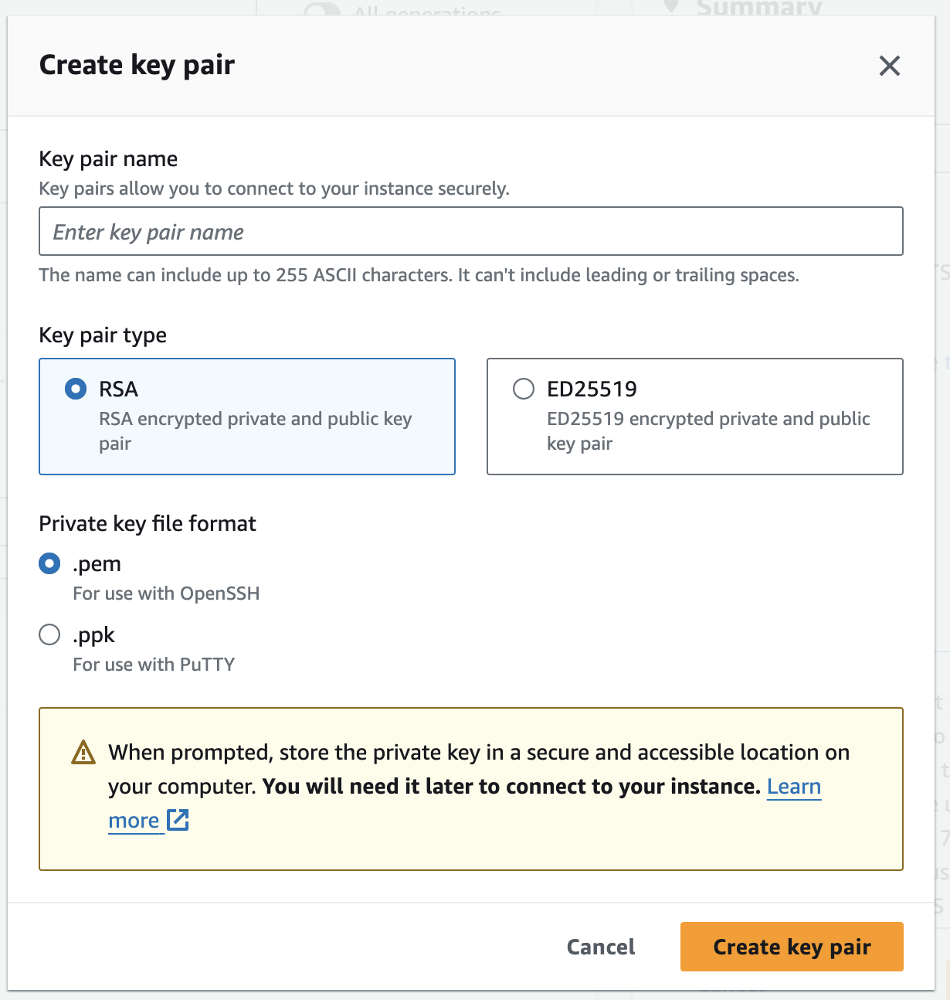 All generations
Summary
Create key pair
Key pair name
Key pairs allow you to connect to your instance securely.
Enter key pair name
The name can include up to 255 ASCII characters. It can't include leading or trailing spaces.
Key pair type
RSA
RSA encrypted private and public key
pair
ED25519
ED25519 encrypted private and public
key pair
Private key file format
.pem
For use with OpenSSH
.ppk
For use with PuTTY
When prompted, store the private key in a secure and accessible location on
your computer. You will need it later to connect to your instance. Learn
more
Cancel
Create key pair